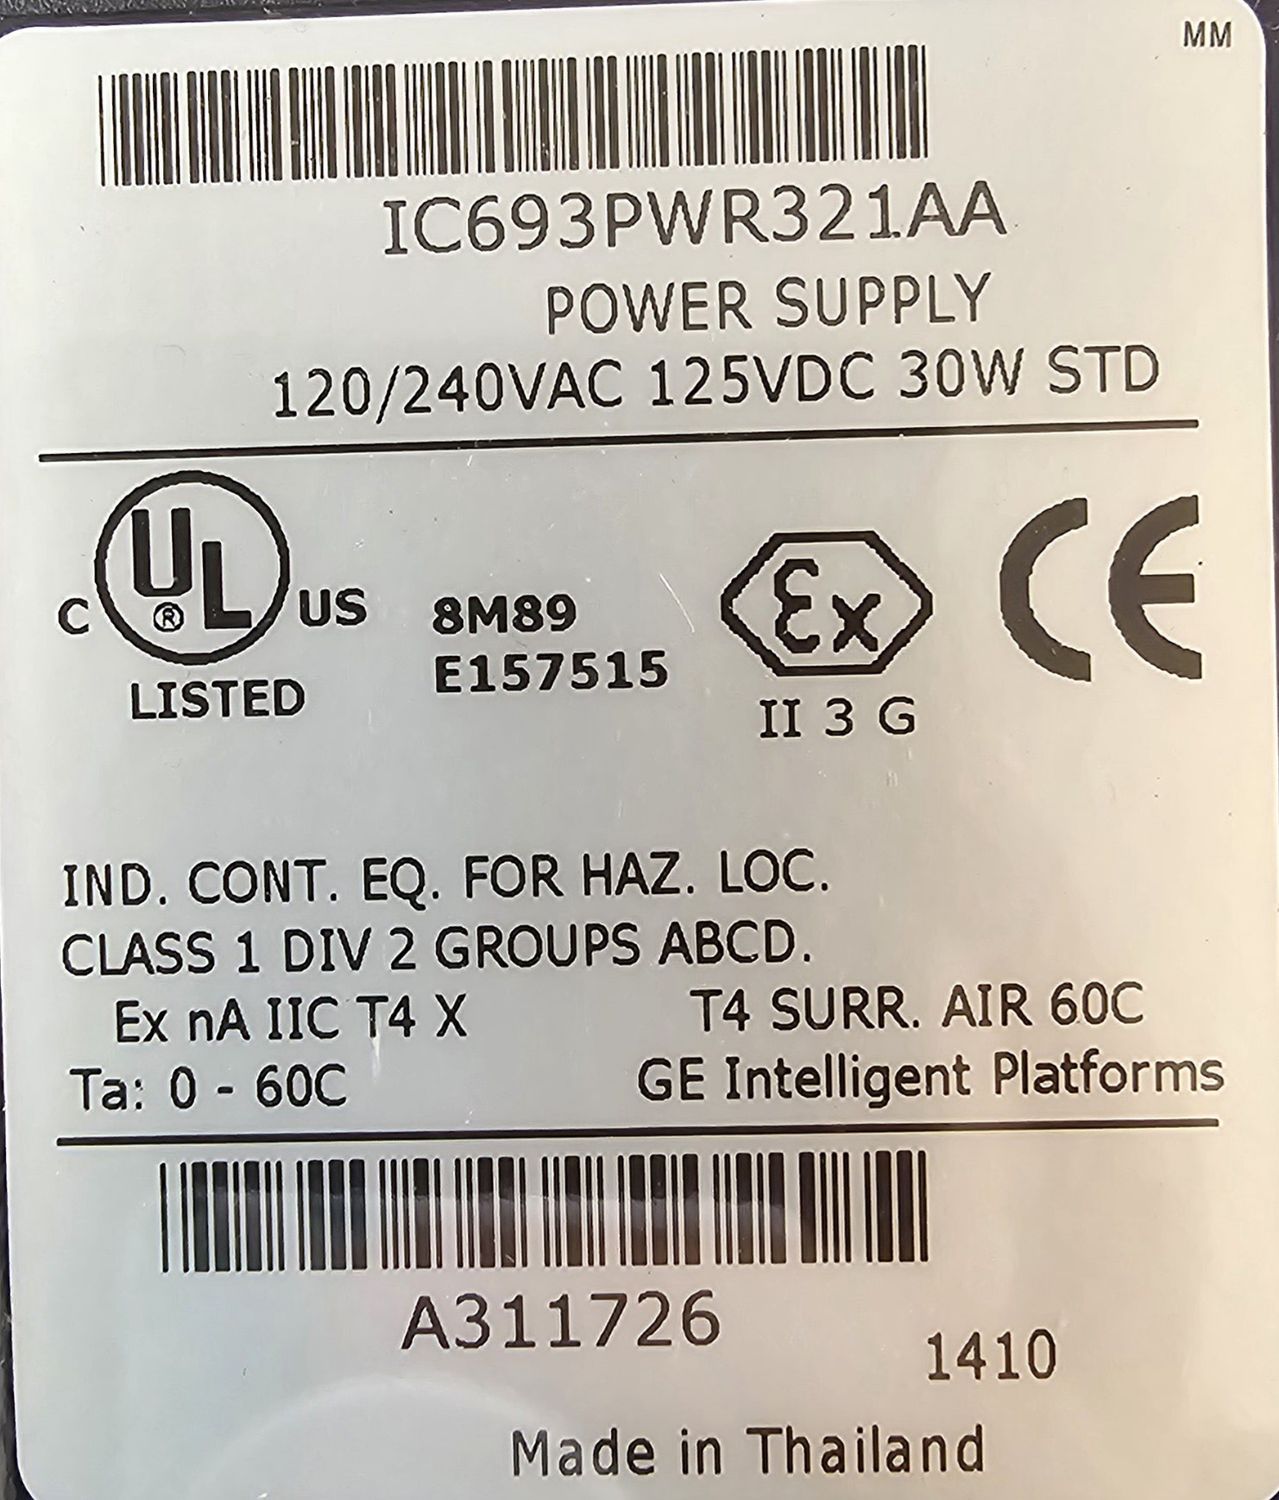 MM
IC693PWR321AA
POWER SUPPLY
120/240VAC 125VDC 30W STD
C UL ® US
LISTED
8M89
E157515
Ex
II 3 G
CE
IND. CONT. EQ. FOR HAZ. LOC.
CLASS 1 DIV 2 GROUPS ABCD.
Ex nA IIC T4 X T4 SURR. AIR 60C
Ta: 0 - 60C GE Intelligent Platforms
A311726
1410
Made in Thailand